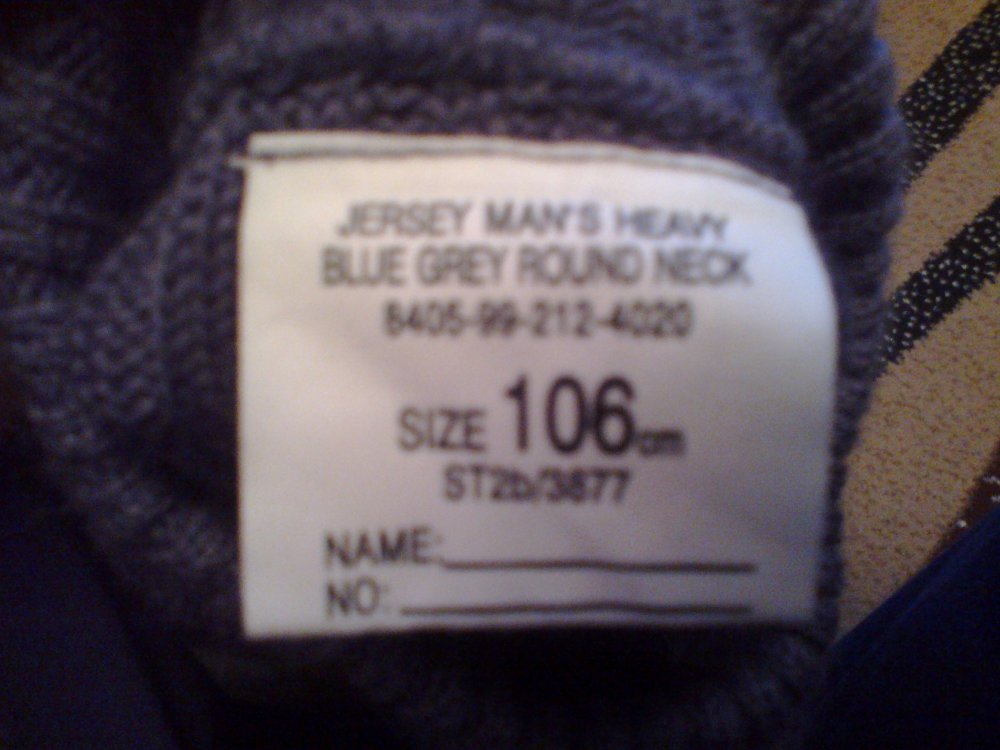 JERSEY MAN'S HEAVY
BLUE GREY ROUND NECK
8405-99-212-4020
SIZE 106cm
ST2b/3877
NAME:
NO: